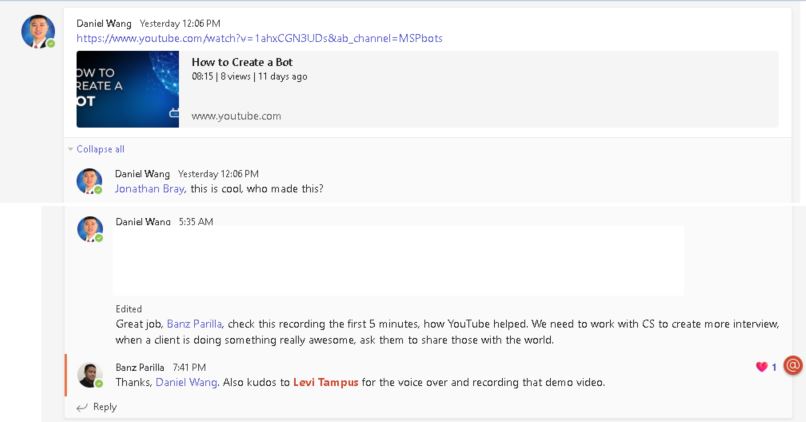 Daniel Wang Yesterday 12:06 PM
https://www.youtube.com/watch?v=1ahxCGN3UDs&ab_channel=MSPbots
OW TO
REATE A
OT
How to Create a Bot
08:15 | 8 views | 11 days ago
www.youtube.com
Collapse all
Daniel Wang Yesterday 12:06 PM
Jonathan Bray, this is cool, who made this?
Daniel Wang 5:35 AM
Edited
Great job, Banz Parilla, check this recording the first 5 minutes, how YouTube helped. We need to work with CS to create more interview,
when a client is doing something really awesome, ask them to share those with the world.
Banz Parilla 7:41 PM
1
@
Thanks, Daniel Wang. Also kudos to Levi Tampus for the voice over and recording that demo video.
Reply